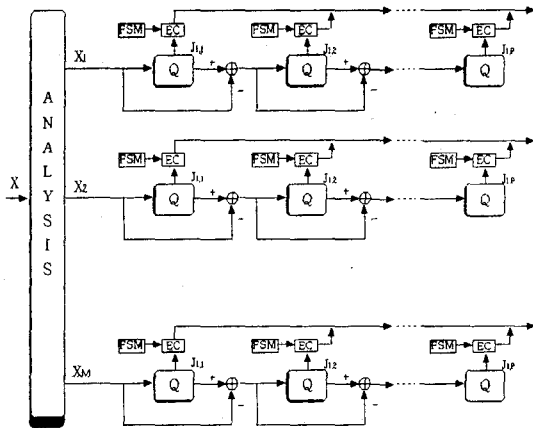 FSM EC FSM EC FSM EC
X1 J1,1 J1,2 J1,P
Q + - Q + - Q
FSM EC FSM EC FSM EC
X X2 J1,1 J1,2 J1,P
Q + - Q + - Q
ANALYSIS
FSM EC FSM EC FSM EC
XM J1,1 J1,2 J1,P
Q + - Q + - Q